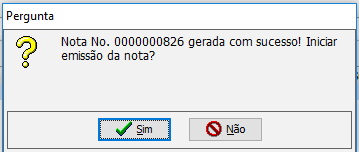 Pergunta
Nota No. 0000000826 gerada com sucesso! Iniciar
emissão da nota?
Sim
Não